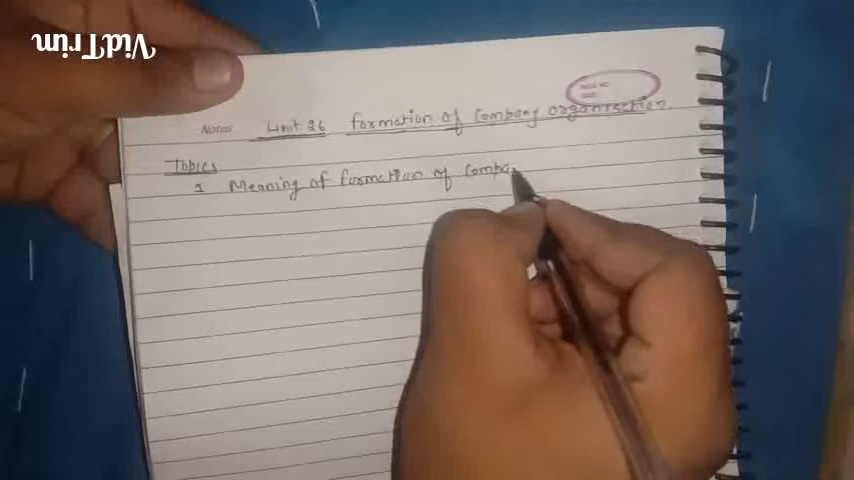 VidTrim
Notes Unit 26 formation of Company organisation.
Topics
1 Meaning of formation of Compa